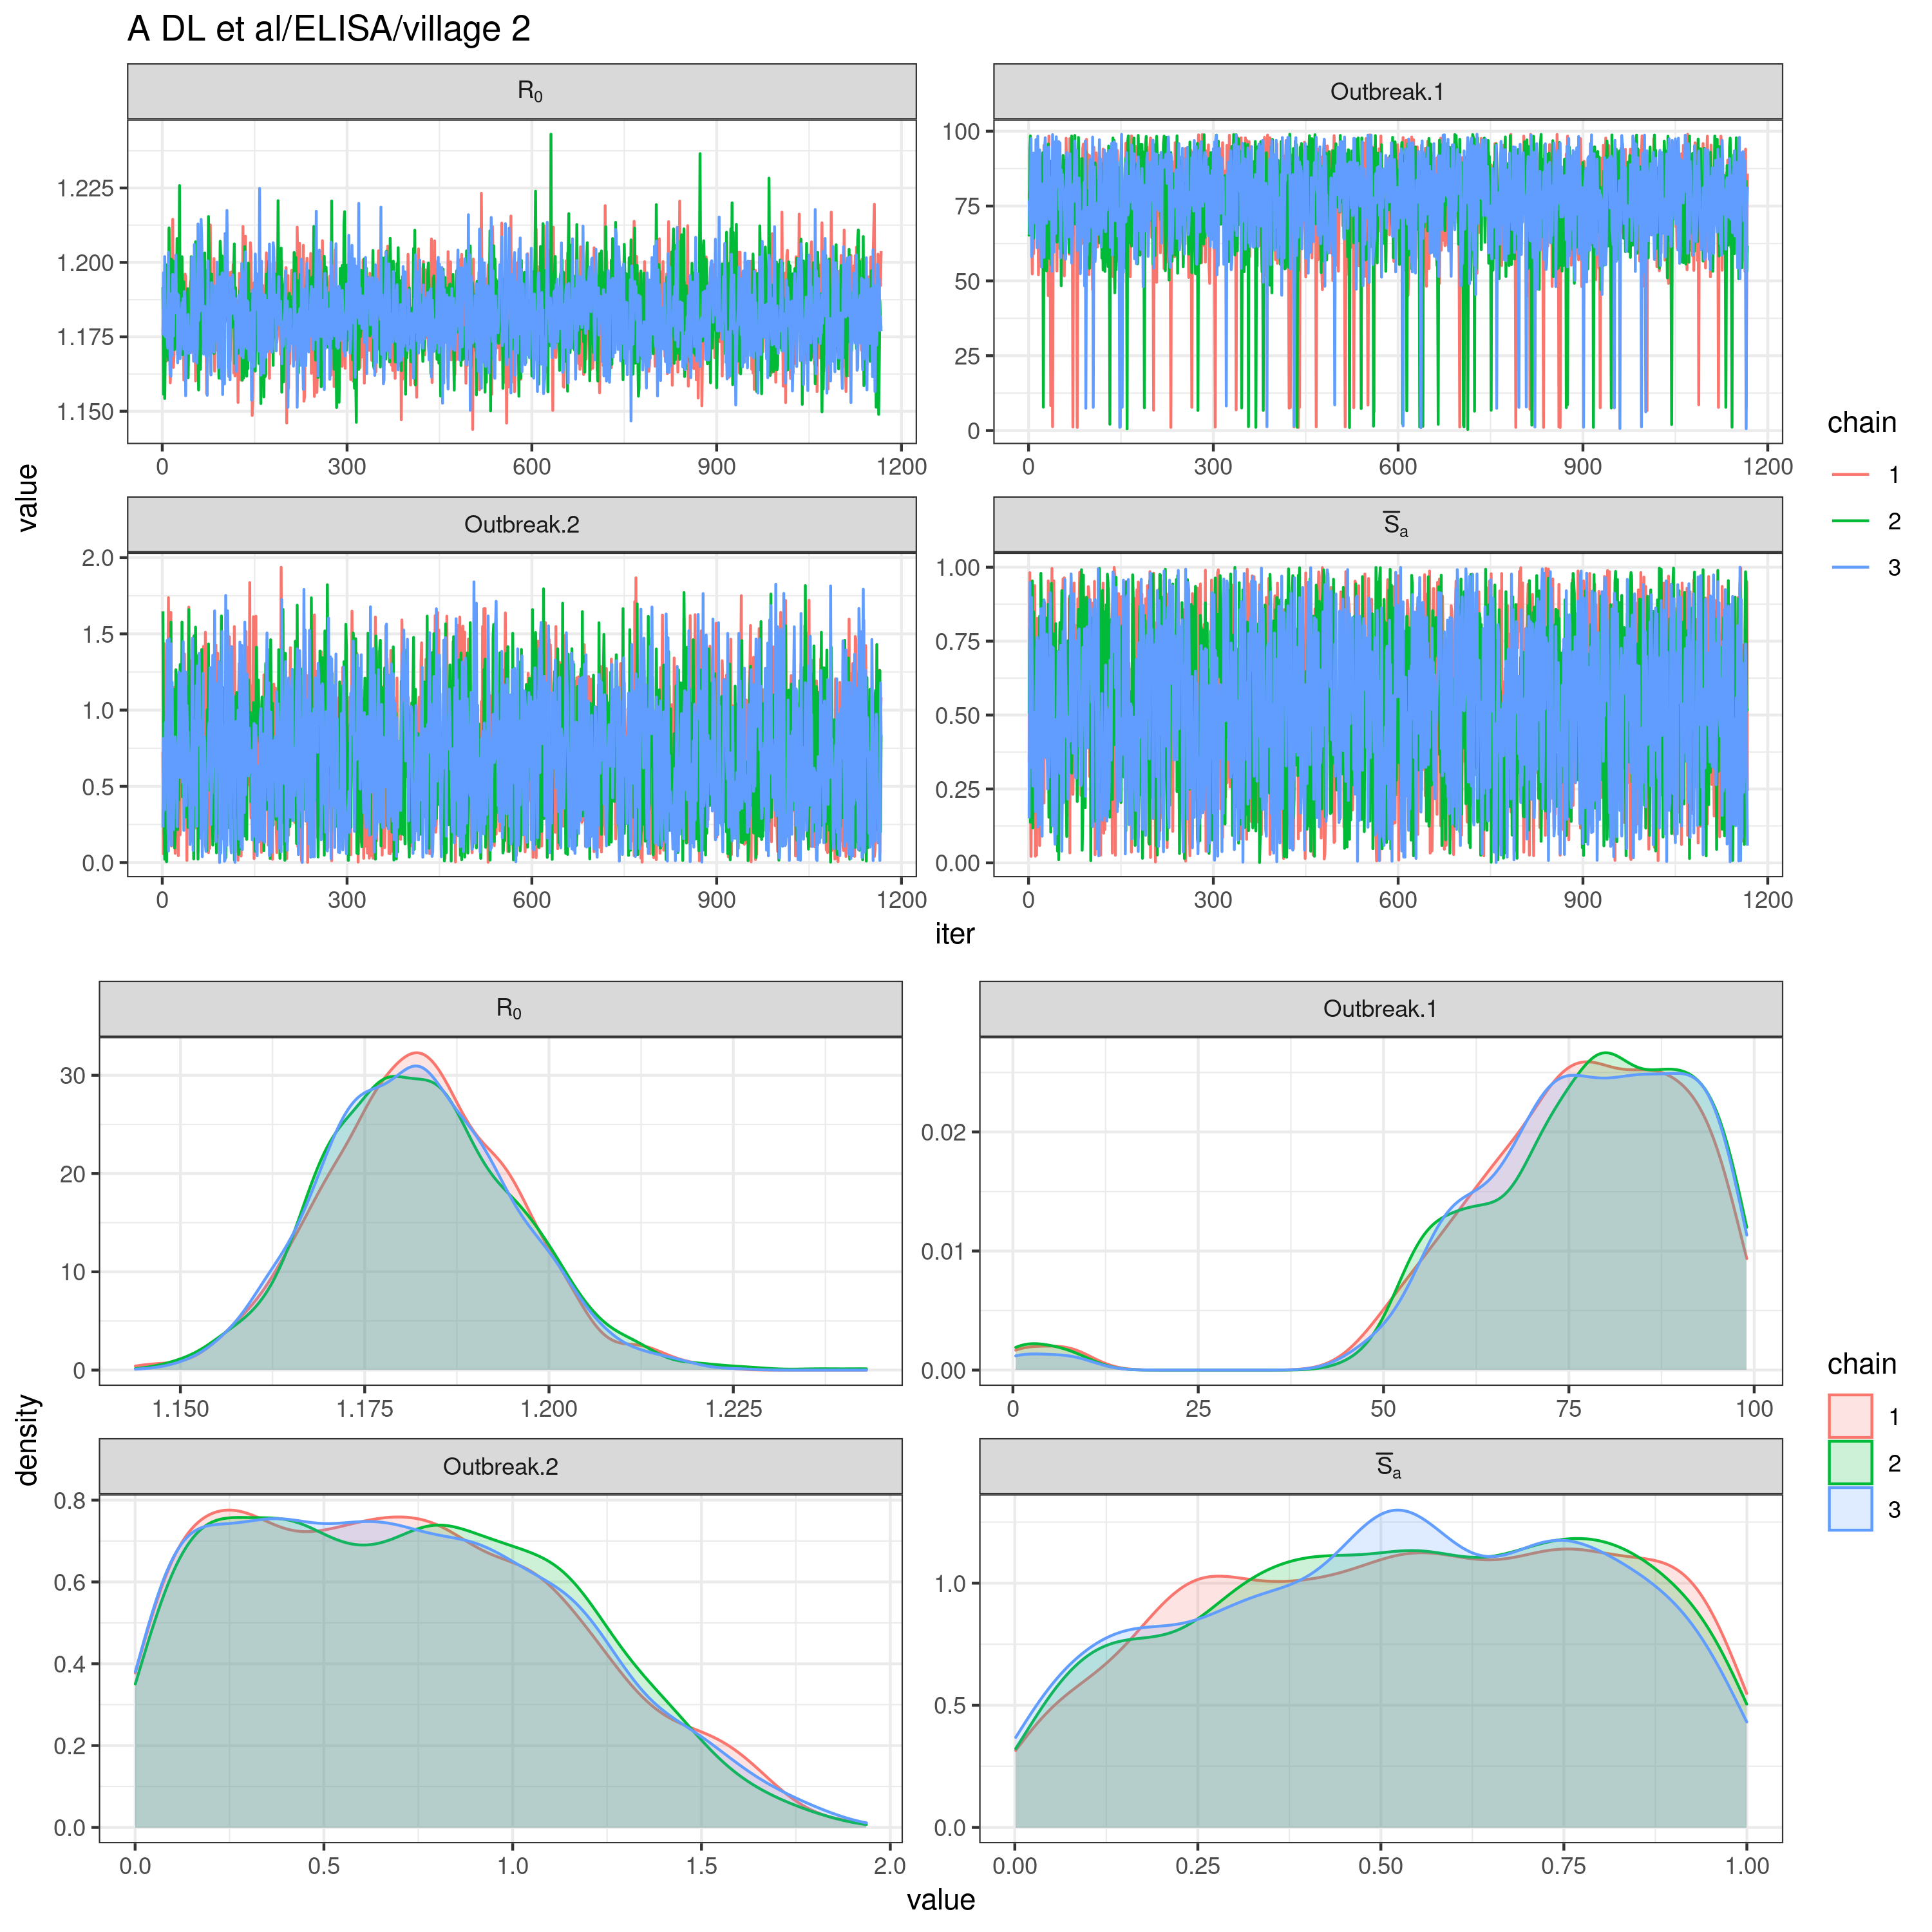 A DL et al/ELISA/village 2
R₀
Outbreak.1
1.225
1.200
1.175
1.150
0 300 600 900 1200
100
75
50
25
0
0 300 600 900 1200
Outbreak.2
S̅ₐ
2.0
1.5
1.0
0.5
0.0
0 300 600 900 1200
1.00
0.75
0.50
0.25
0.00
0 300 600 900 1200
value
iter
chain
1
2
3
R₀
Outbreak.1
30
20
10
0
1.150 1.175 1.200 1.225
0.02
0.01
0.00
0 25 50 75 100
Outbreak.2
S̅ₐ
0.8
0.6
0.4
0.2
0.0
0.0 0.5 1.0 1.5 2.0
1.0
0.5
0.0
0.00 0.25 0.50 0.75 1.00
density
value
chain
1
2
3